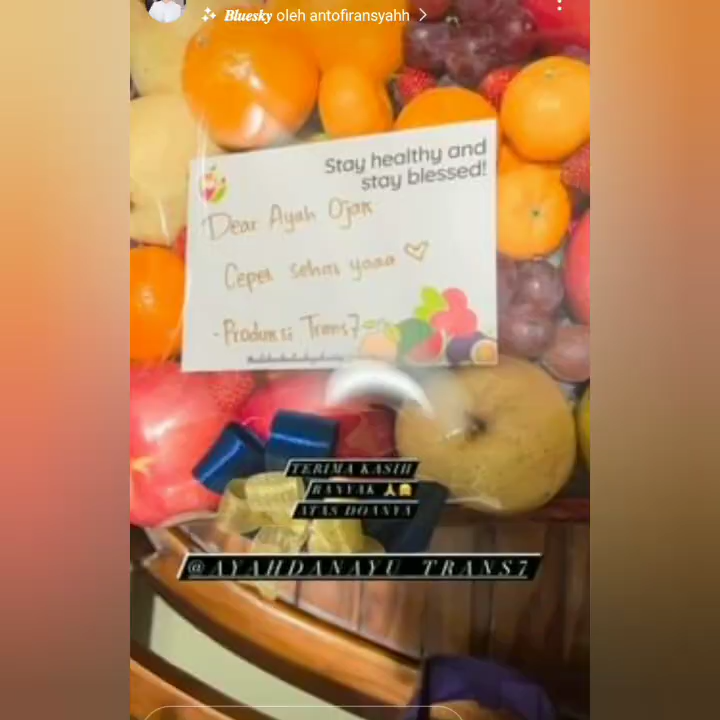 Bluesky oleh antofiransyahh
Stay healthy and
stay blessed!
Dear Ayah Ojak
Cepet sehat yaaa
-Produksi Trans7
TERIMA KASIH
BANYAK
ATAS DOANYA
@AYAHDANAYU_TRANS7